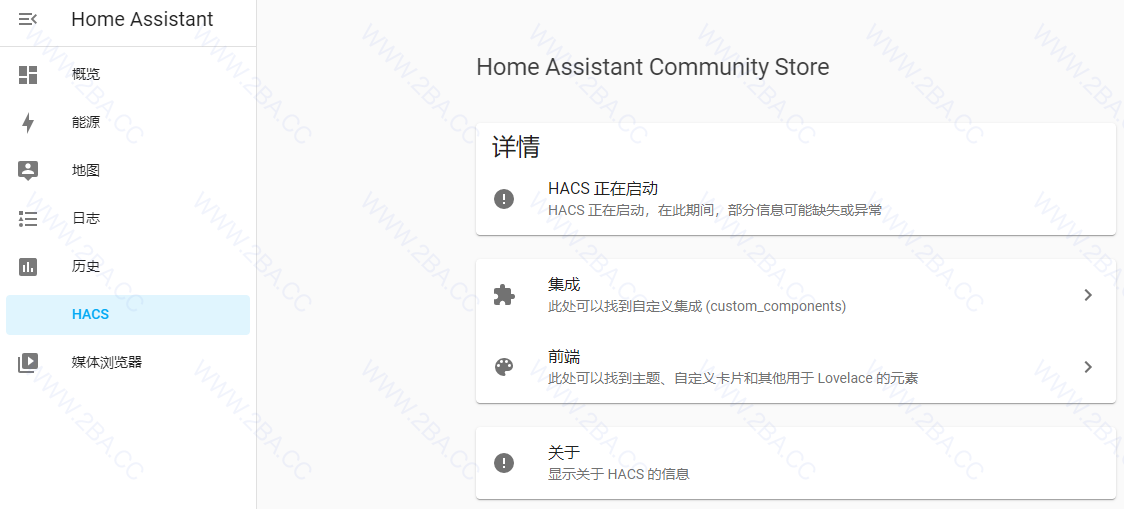 Home Assistant
概览
能源
地图
日志
历史
HACS
媒体浏览器
Home Assistant Community Store
详情
HACS 正在启动
HACS 正在启动，在此期间，部分信息可能缺失或异常
集成
此处可以找到自定义集成 (custom_components)
前端
此处可以找到主题、自定义卡片和其他用于 Lovelace 的元素
关于
显示关于 HACS 的信息
WWW.2BA.CC